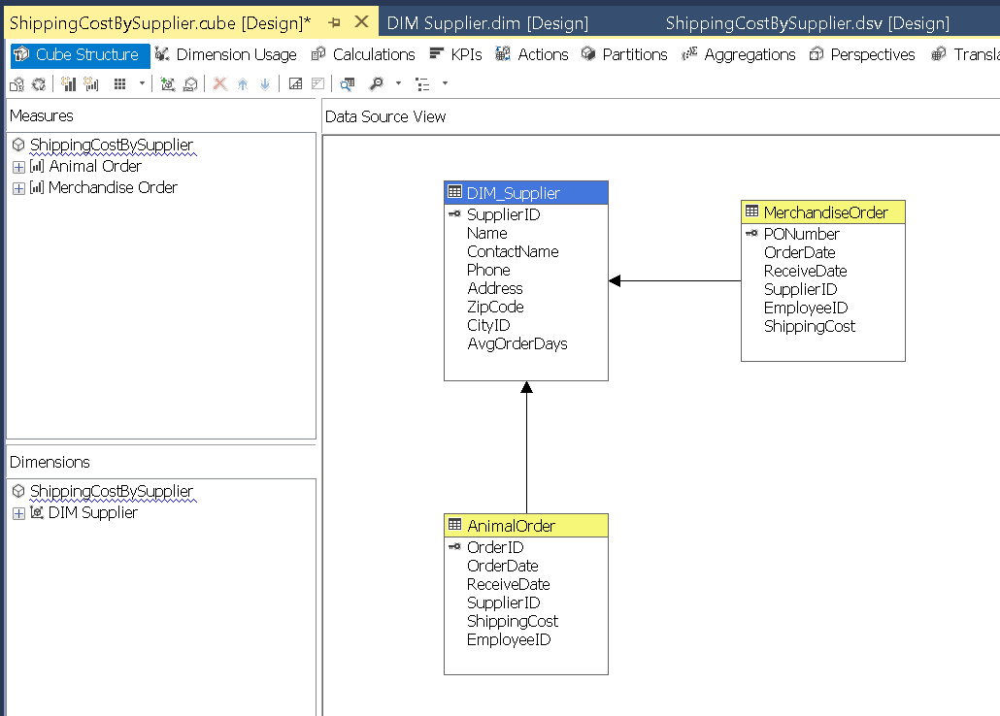 ShippingCostBySupplier.cube [Design]* DIM Supplier.dim [Design] ShippingCostBySupplier.dsv [Design]
Cube Structure Dimension Usage Calculations KPIs Actions Partitions Aggregations Perspectives Transla
Measures
ShippingCostBySupplier
Animal Order
Merchandise Order
Dimensions
ShippingCostBySupplier
DIM Supplier
Data Source View
DIM_Supplier
SupplierID
Name
ContactName
Phone
Address
ZipCode
CityID
AvgOrderDays
MerchandiseOrder
PONumber
OrderDate
ReceiveDate
SupplierID
EmployeeID
ShippingCost
AnimalOrder
OrderID
OrderDate
ReceiveDate
SupplierID
ShippingCost
EmployeeID